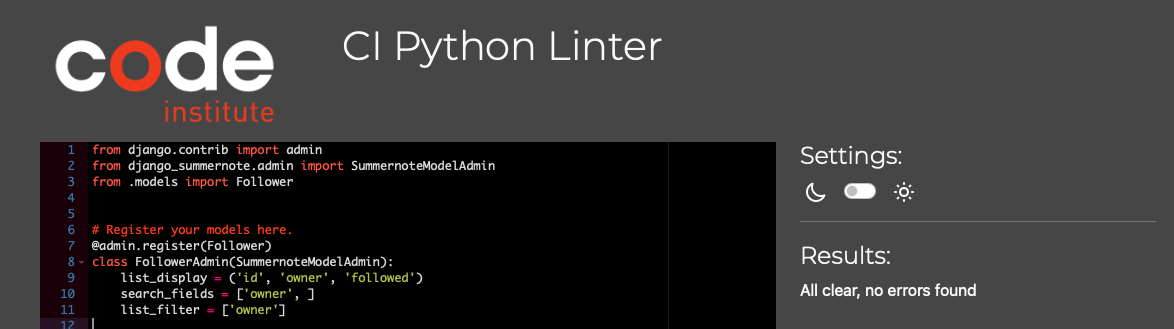 code
institute
CI Python Linter
1 from django.contrib import admin
2 from django_summernote.admin import SummernoteModelAdmin
3 from .models import Follower
4
5
6 # Register your models here.
7 @admin.register(Follower)
8 class FollowerAdmin(SummernoteModelAdmin):
9     list_display = ('id', 'owner', 'followed')
10     search_fields = ['owner', ]
11     list_filter = ['owner']
12
Settings:
Results:
All clear, no errors found